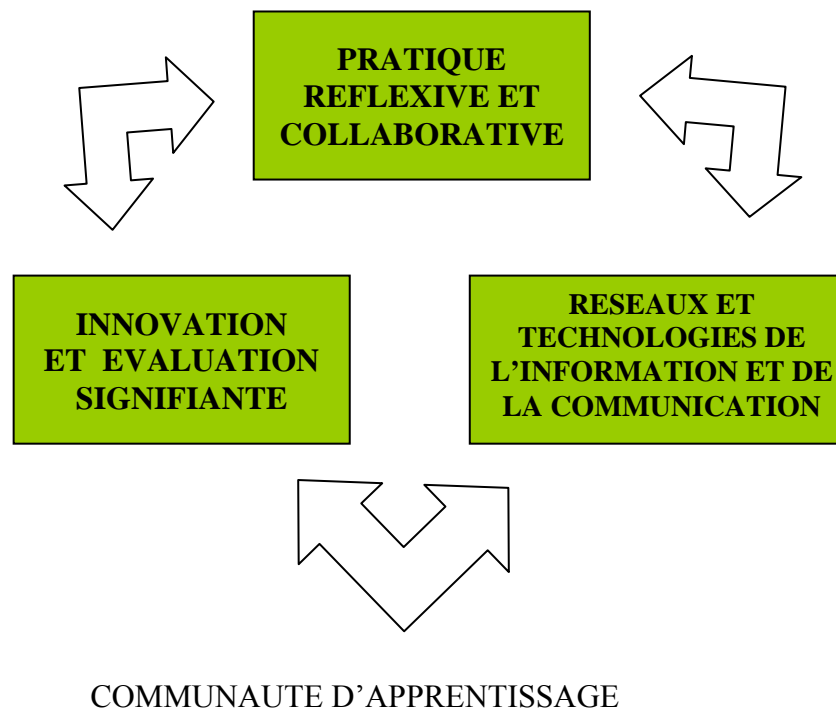 PRATIQUE
REFLEXIVE ET
COLLABORATIVE
INNOVATION
ET EVALUATION
SIGNIFIANTE
RESEAUX ET
TECHNOLOGIES DE
L’INFORMATION ET DE
LA COMMUNICATION
COMMUNAUTE D’APPRENTISSAGE